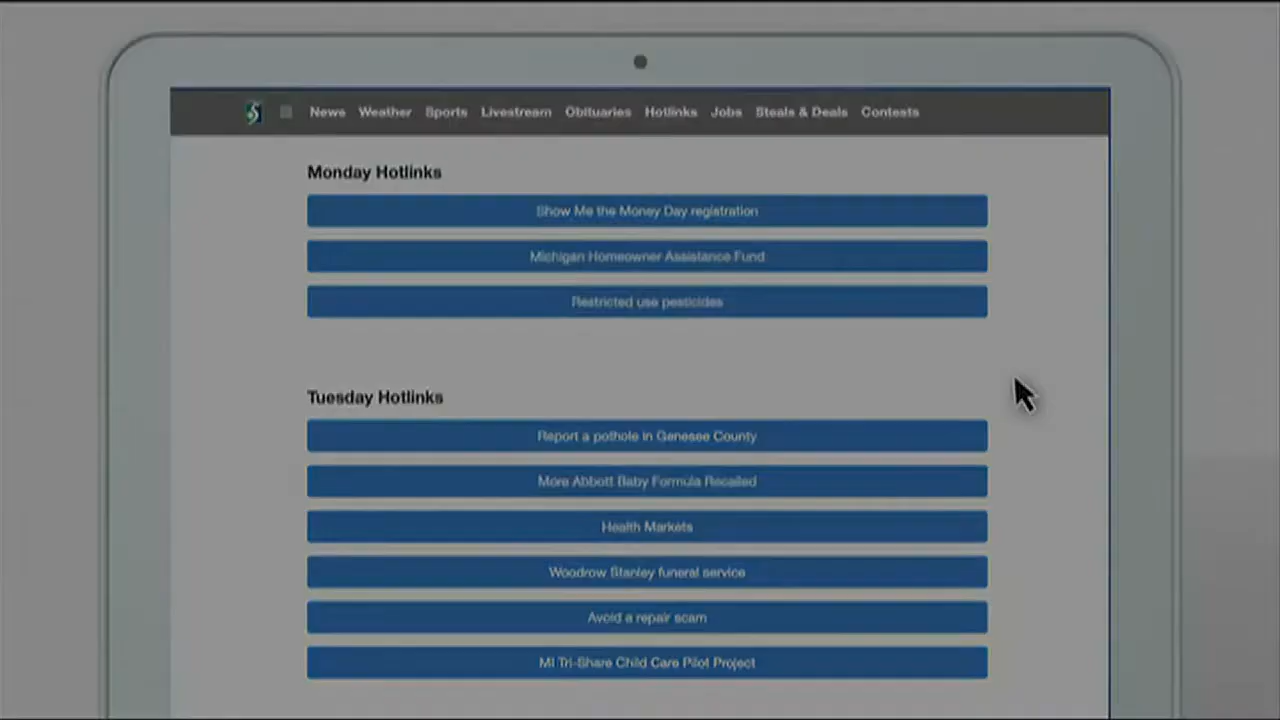 News Weather Sports Livestream Obituaries Hotlinks Jobs Steals & Deals Contests
Monday Hotlinks
Show Me the Money Day registration
Michigan Homeowner Assistance Fund
Restricted use pesticides
Tuesday Hotlinks
Report a pothole in Genesee County
More Abbott Baby Formula Recalled
Health Markets
Woodrow Stanley funeral service
Avoid a repair scam
MI Tri-Share Child Care Pilot Project